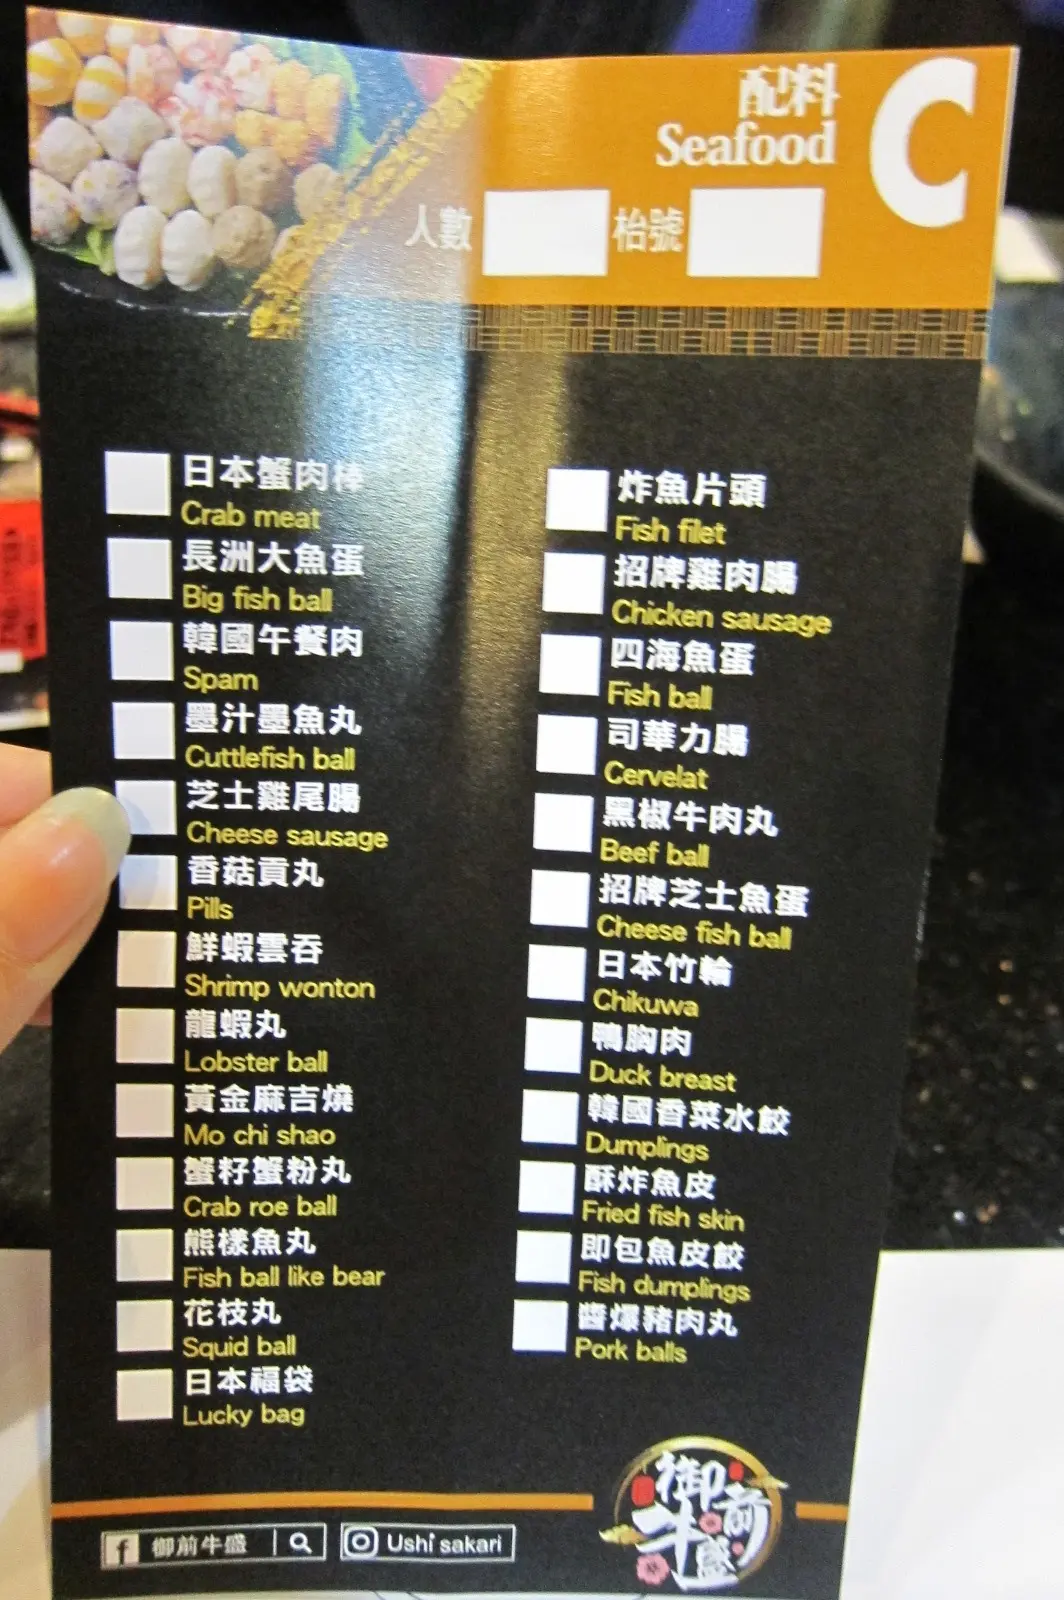 配料
Seafood
C
人數
枱號
日本蟹肉棒
Crab meat
長洲大魚蛋
Big fish ball
韓國午餐肉
Spam
墨汁墨魚丸
Cuttlefish ball
芝士雞尾腸
Cheese sausage
香菇貢丸
Pills
鮮蝦雲吞
Shrimp wonton
龍蝦丸
Lobster ball
黃金麻吉燒
Mo chi shao
蟹籽蟹粉丸
Crab roe ball
熊樣魚丸
Fish ball like bear
花枝丸
Squid ball
日本福袋
Lucky bag
炸魚片頭
Fish filet
招牌雞肉腸
Chicken sausage
四海魚蛋
Fish ball
司華力腸
Cervelat
黑椒牛肉丸
Beef ball
招牌芝士魚蛋
Cheese fish ball
日本竹輪
Chikuwa
鴨胸肉
Duck breast
韓國香菜水餃
Dumplings
酥炸魚皮
Fried fish skin
即包魚皮餃
Fish dumplings
醬爆豬肉丸
Pork balls
f 御前牛盛
Ushi sakari
御前牛盛